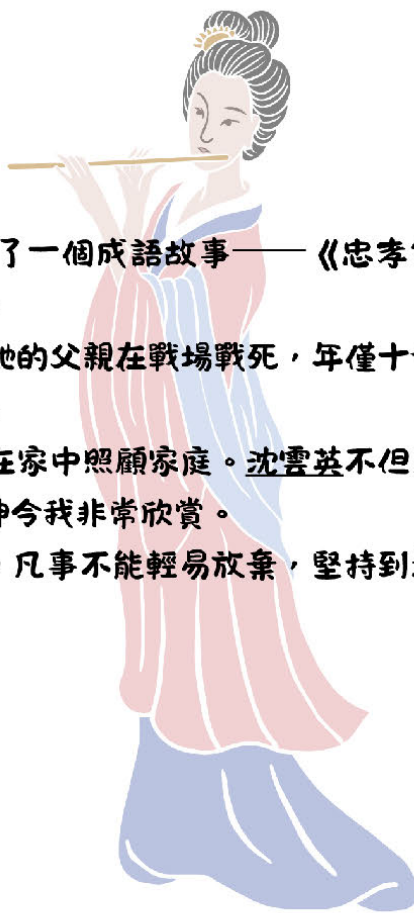 了一個成語故事——《忠孝
她的父親在戰場戰死，年僅十
在家中照顧家庭。沈雲英不但
神令我非常欣賞。
凡事不能輕易放棄，堅持到